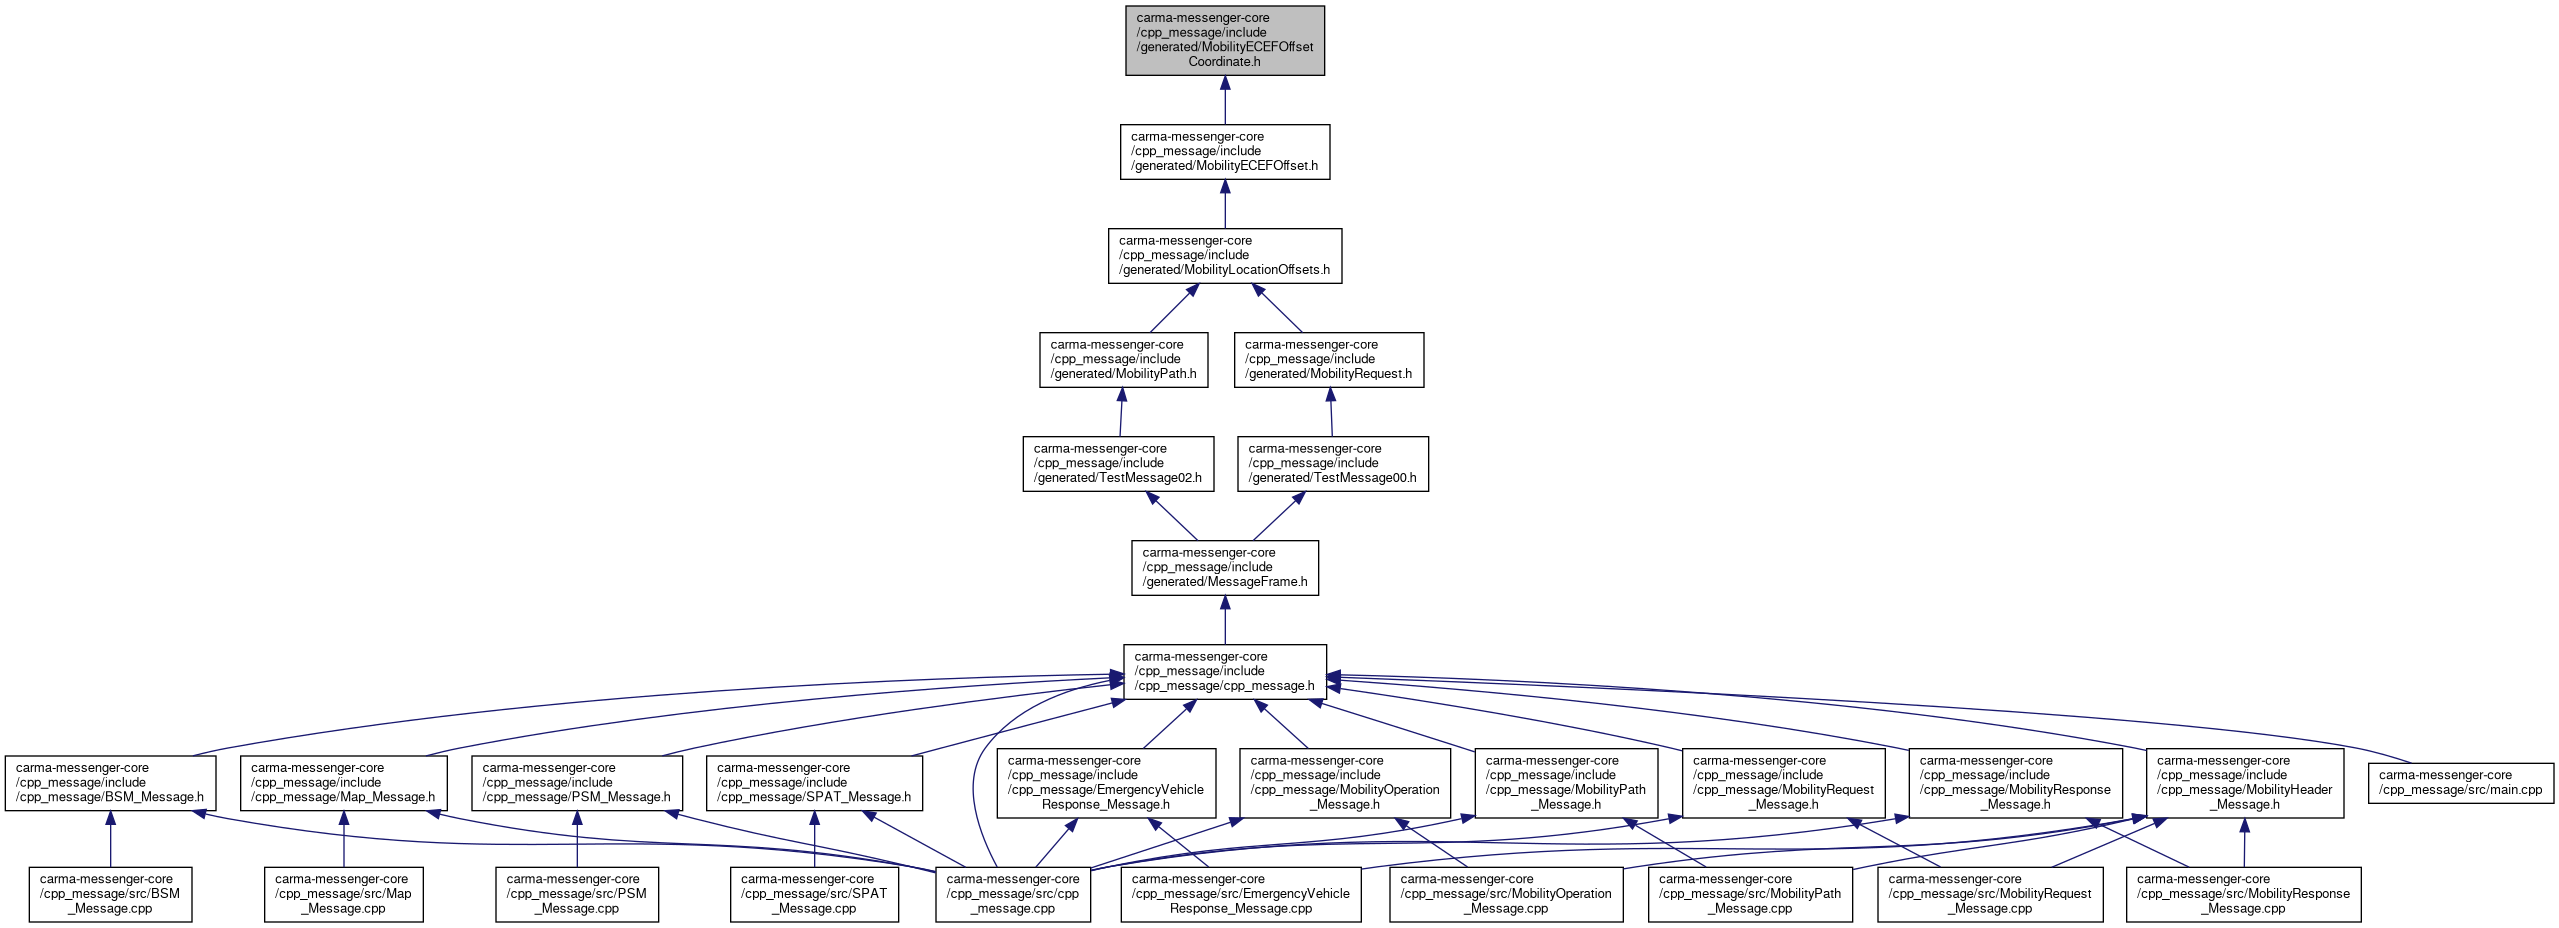 carma-messenger-core
/cpp_message/include
/generated/MobilityECEFOffset
Coordinate.h
carma-messenger-core
/cpp_message/include
/generated/MobilityECEFOffset.h
carma-messenger-core
/cpp_message/include
/generated/MobilityLocationOffsets.h
carma-messenger-core
/cpp_message/include
/generated/MobilityPath.h
carma-messenger-core
/cpp_message/include
/generated/MobilityRequest.h
carma-messenger-core
/cpp_message/include
/generated/TestMessage02.h
carma-messenger-core
/cpp_message/include
/generated/TestMessage00.h
carma-messenger-core
/cpp_message/include
/generated/MessageFrame.h
carma-messenger-core
/cpp_message/include
/cpp_message/cpp_message.h
carma-messenger-core
/cpp_message/include
/cpp_message/BSM_Message.h
carma-messenger-core
/cpp_message/include
/cpp_message/Map_Message.h
carma-messenger-core
/cpp_message/include
/cpp_message/PSM_Message.h
carma-messenger-core
/cpp_message/include
/cpp_message/SPAT_Message.h
carma-messenger-core
/cpp_message/include
/cpp_message/EmergencyVehicle
Response_Message.h
carma-messenger-core
/cpp_message/include
/cpp_message/MobilityOperation
_Message.h
carma-messenger-core
/cpp_message/include
/cpp_message/MobilityPath
_Message.h
carma-messenger-core
/cpp_message/include
/cpp_message/MobilityRequest
_Message.h
carma-messenger-core
/cpp_message/include
/cpp_message/MobilityResponse
_Message.h
carma-messenger-core
/cpp_message/include
/cpp_message/MobilityHeader
_Message.h
carma-messenger-core
/cpp_message/src/main.cpp
carma-messenger-core
/cpp_message/src/BSM
_Message.cpp
carma-messenger-core
/cpp_message/src/Map
_Message.cpp
carma-messenger-core
/cpp_message/src/PSM
_Message.cpp
carma-messenger-core
/cpp_message/src/SPAT
_Message.cpp
carma-messenger-core
/cpp_message/src/cpp
_message.cpp
carma-messenger-core
/cpp_message/src/EmergencyVehicle
Response_Message.cpp
carma-messenger-core
/cpp_message/src/MobilityOperation
_Message.cpp
carma-messenger-core
/cpp_message/src/MobilityPath
_Message.cpp
carma-messenger-core
/cpp_message/src/MobilityRequest
_Message.cpp
carma-messenger-core
/cpp_message/src/MobilityResponse
_Message.cpp